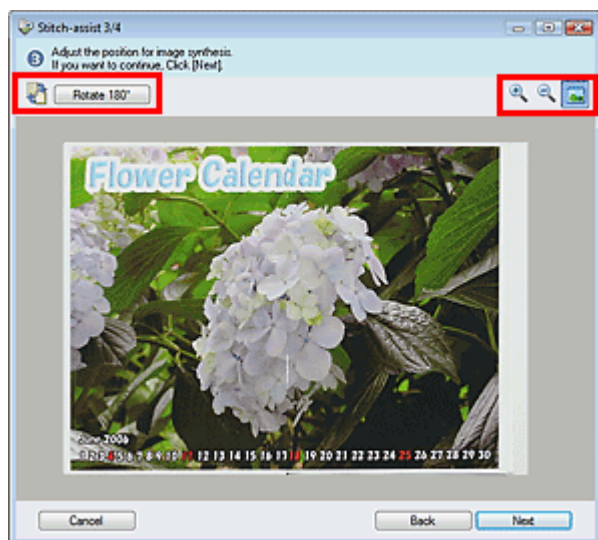 Stitch-assist 3/4
3 Adjust the position for image synthesis.
If you want to continue, Click [Next].
Rotate 180°
Flower Calendar
June 2006
1 2 3 4 5 6 7 8 9 10 11 12 13 14 15 16 17 18 19 20 21 22 23 24 25 26 27 28 29 30
Cancel
Back
Next